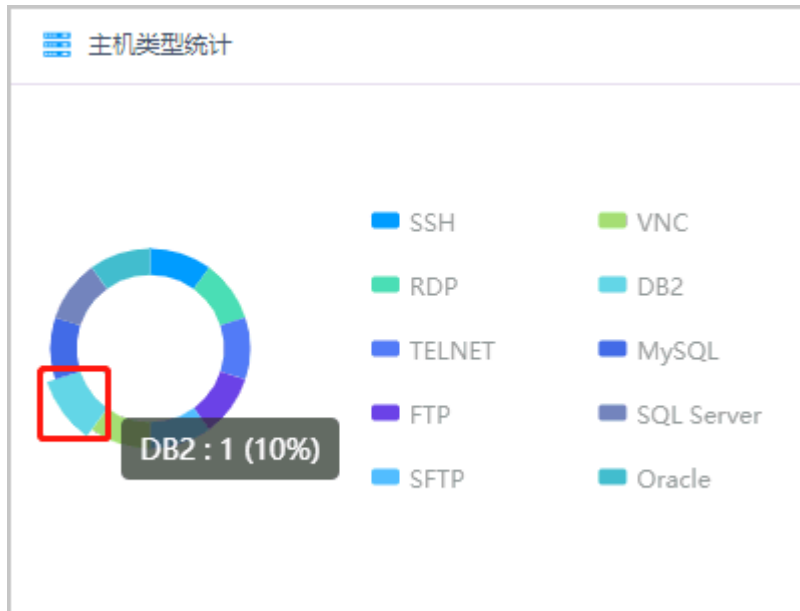 主机类型统计
SSH
VNC
RDP
DB2
TELNET
MySQL
FTP
SQL Server
SFTP
Oracle
DB2 : 1 (10%)